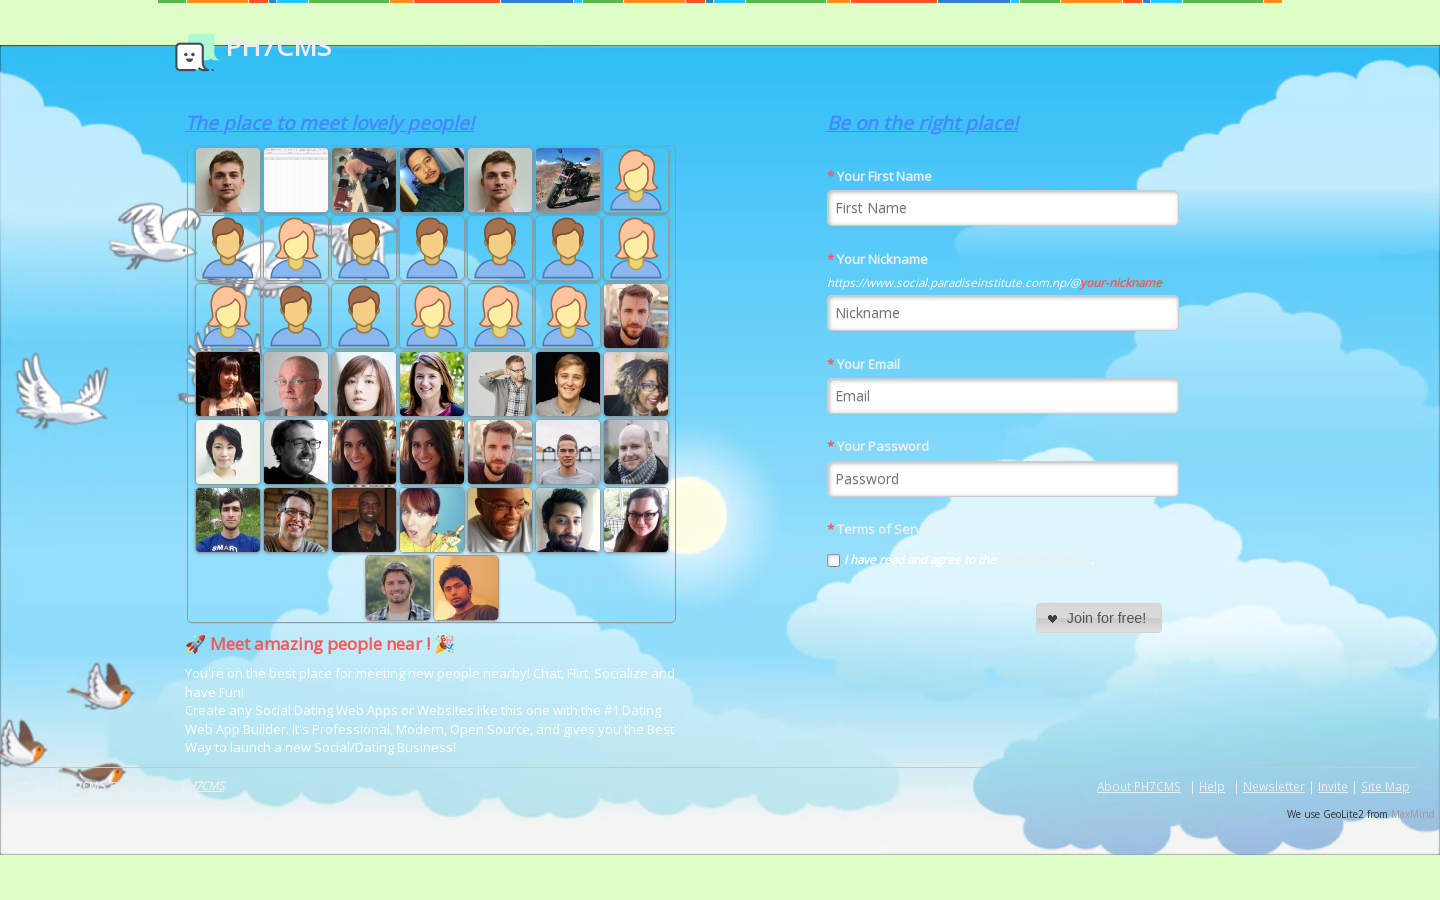 PH7CMS
The place to meet lovely people!
Be on the right place!
* Your First Name
First Name
* Your Nickname
https://www.social.paradiseinstitute.com.np/@your-nickname
Nickname
* Your Email
Email
* Your Password
Password
* Terms of Serv
I have read and agree to the
Join for free!
SMART
🚀 Meet amazing people near ! 🎉
You're on the best place for meeting new people nearby! Chat, Flirt, Socialize and
have Fun!
Create any Social Dating Web Apps or Websites like this one with the #1 Dating
Web App Builder. It's Professional, Modern, Open Source, and gives you the Best
Way to launch a new Social/Dating Business!
About PH7CMS | Help | Newsletter | Invite | Site Map
We use GeoLite2 from MaxMind